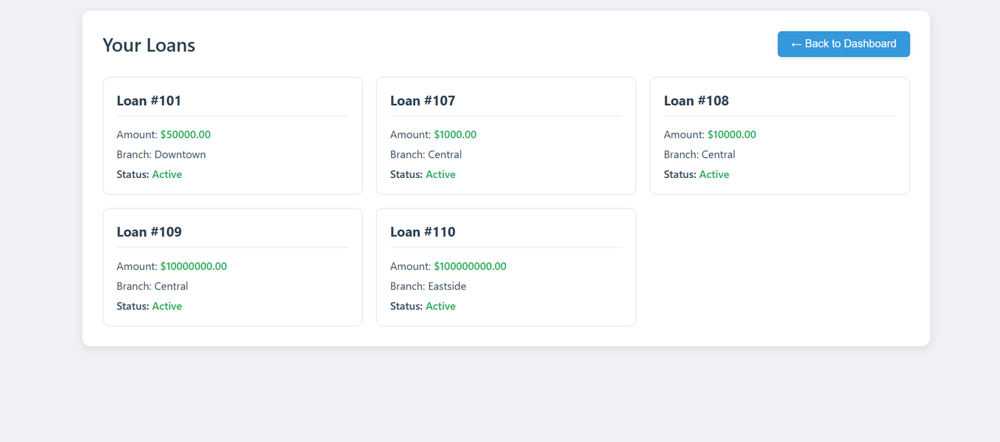 Your Loans
← Back to Dashboard
Loan #101
Amount: $50000.00
Branch: Downtown
Status: Active
Loan #107
Amount: $1000.00
Branch: Central
Status: Active
Loan #108
Amount: $10000.00
Branch: Central
Status: Active
Loan #109
Amount: $10000000.00
Branch: Central
Status: Active
Loan #110
Amount: $100000000.00
Branch: Eastside
Status: Active